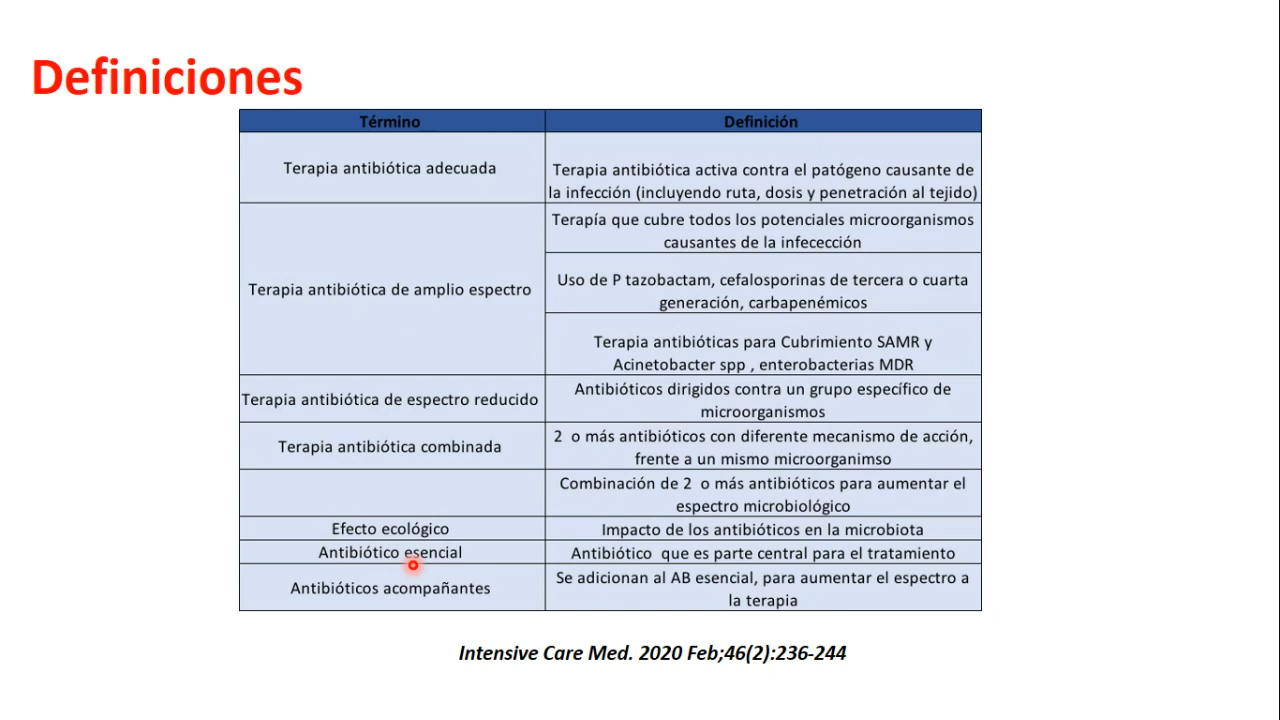 Definiciones
Término
Definición
Terapia antibiótica adecuada
Terapia antibiótica activa contra el patógeno causante de
la infección (incluyendo ruta, dosis y penetración al tejido)
Terapia antibiótica de amplio espectro
Terapía que cubre todos los potenciales microorganismos
causantes de la infecección
Uso de P tazobactam, cefalosporinas de tercera o cuarta
generación, carbapenémicos
Terapia antibióticas para Cubrimiento SAMR y
Acinetobacter spp , enterobacterias MDR
Terapia antibiótica de espectro reducido
Antibióticos dirigidos contra un grupo específico de
microorganismos
Terapia antibiótica combinada
2 o más antibióticos con diferente mecanismo de acción,
frente a un mismo microorganimso
Combinación de 2 o más antibióticos para aumentar el
espectro microbiológico
Efecto ecológico
Impacto de los antibióticos en la microbiota
Antibiótico esencial
Antibiótico que es parte central para el tratamiento
Antibióticos acompañantes
Se adicionan al AB esencial, para aumentar el espectro a
la terapia
Intensive Care Med. 2020 Feb;46(2):236-244